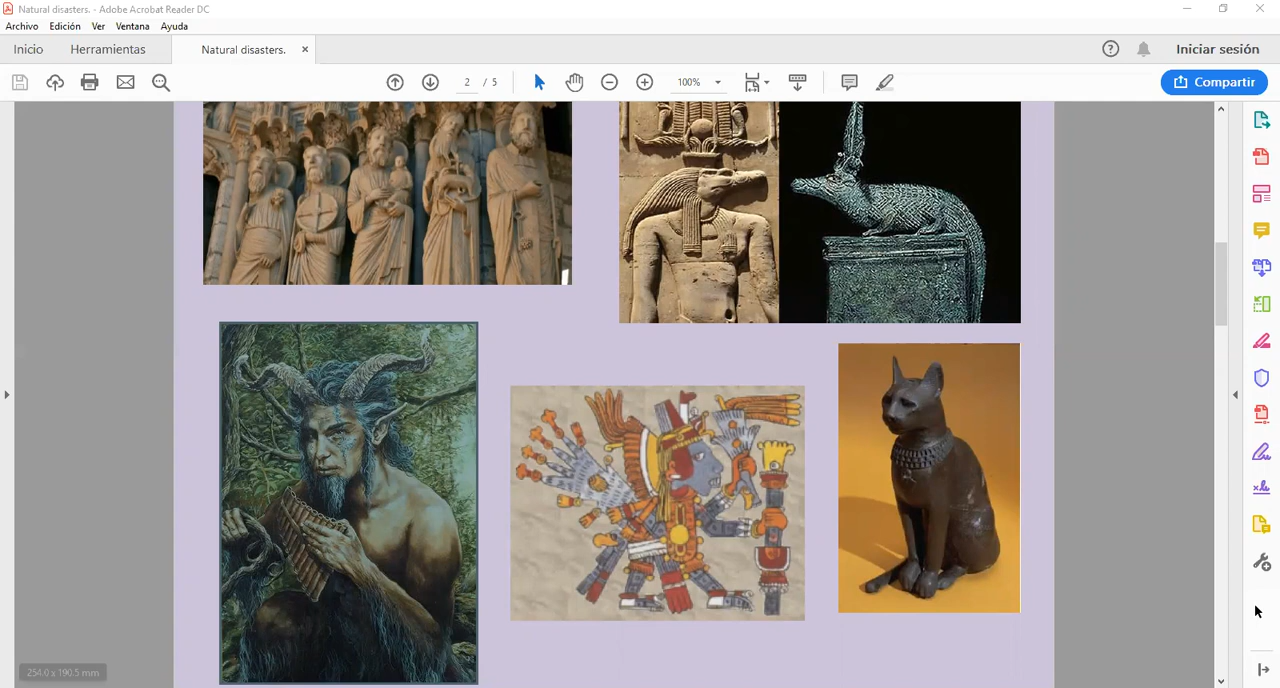 Natural disasters. - Adobe Acrobat Reader DC
Archivo Edición Ver Ventana Ayuda
Inicio Herramientas Natural disasters. × Iniciar sesión
2 / 5 100% Compartir
254.0 x 190.5 mm